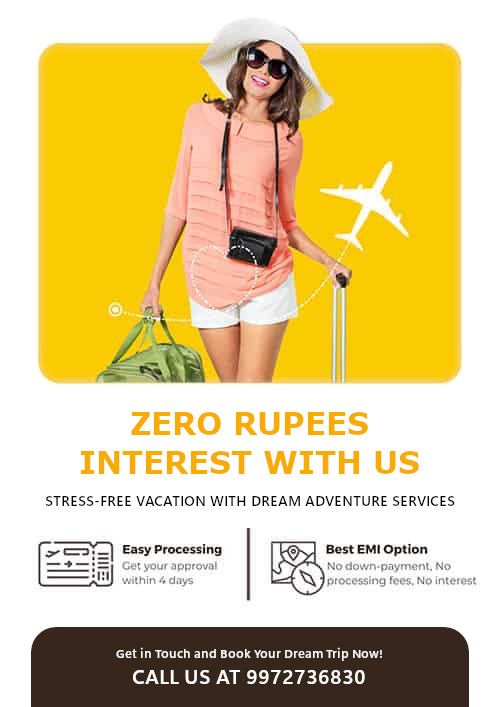 ZERO RUPEES
INTEREST WITH US
STRESS-FREE VACATION WITH DREAM ADVENTURE SERVICES
Easy Processing
Get your approval
within 4 days
Best EMI Option
No down-payment, No
processing fees, No interest
Get in Touch and Book Your Dream Trip Now!
CALL US AT 9972736830